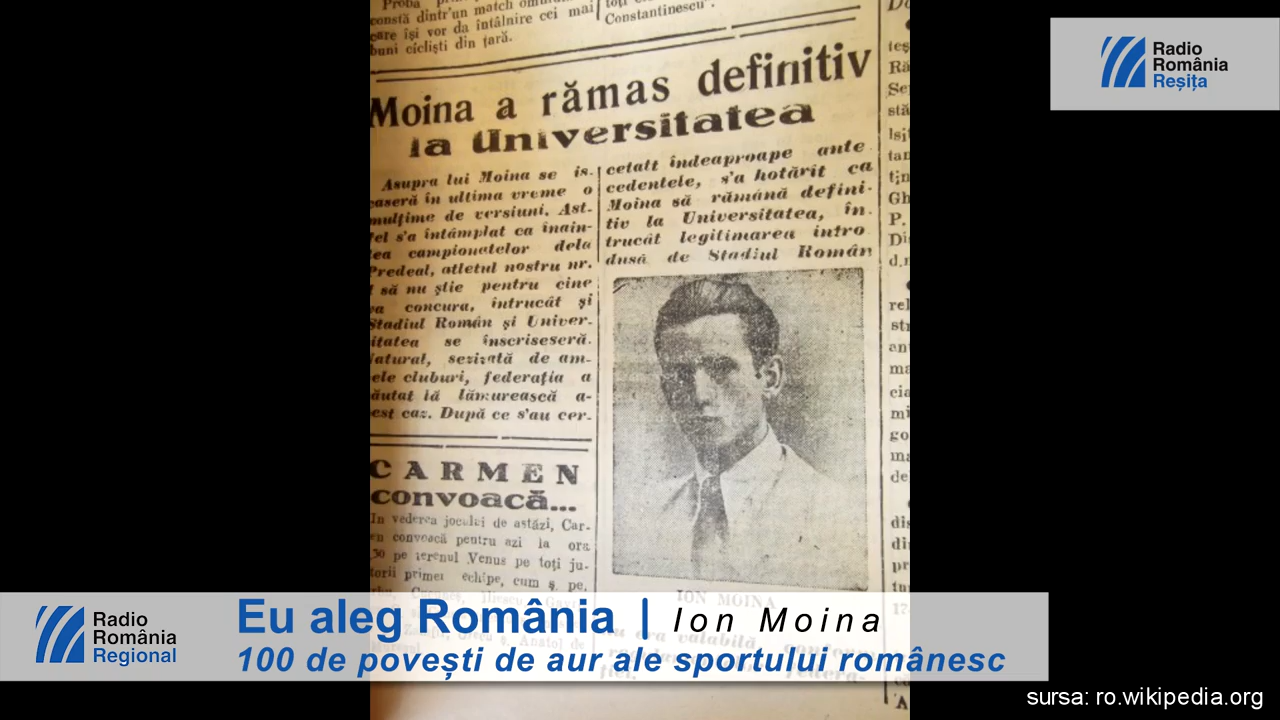 Proba
constă dintr'un match
care își vor da întâlnire cei mai
buni cicliști din țară.
Constantinescu".
Moina a rămas definitiv
la Universitatea
Asupra lui Moina se is-
caseră în ultima vreme o
mulțime de versiuni. Ast-
fel s'a întâmplat ca înain-
tea campionatelor dela
Predeal, atletul nostru nr.
1 să nu știe pentru cine
va concura, întrucât și
Stadiul Român și Univer-
sitatea se înscriseseră.
Natural, sezisată de am-
ele cluburi, federația a
căutat să lămurească a-
cest caz. După ce s'au cer-
cetatt îndeaproape ante
cedentele, s'a hotărît ca
Moina să rămână defini-
tiv la Universitatea, în-
trucât legitimarea intro
dusă de Stadiul Român
ION MOINA
nu era valabilă
CARMEN
convoacă...
In vederea jocului de astăzi, Car-
en convoacă pentru azi la ora
30 pe terenul Venus pe toți ju-
torii primei echipe, cum ș. pe,
Radio
România
Reșița
Radio
România
Regional
Eu aleg România | Ion Moina
100 de povești de aur ale sportului românesc
sursa: ro.wikipedia.org